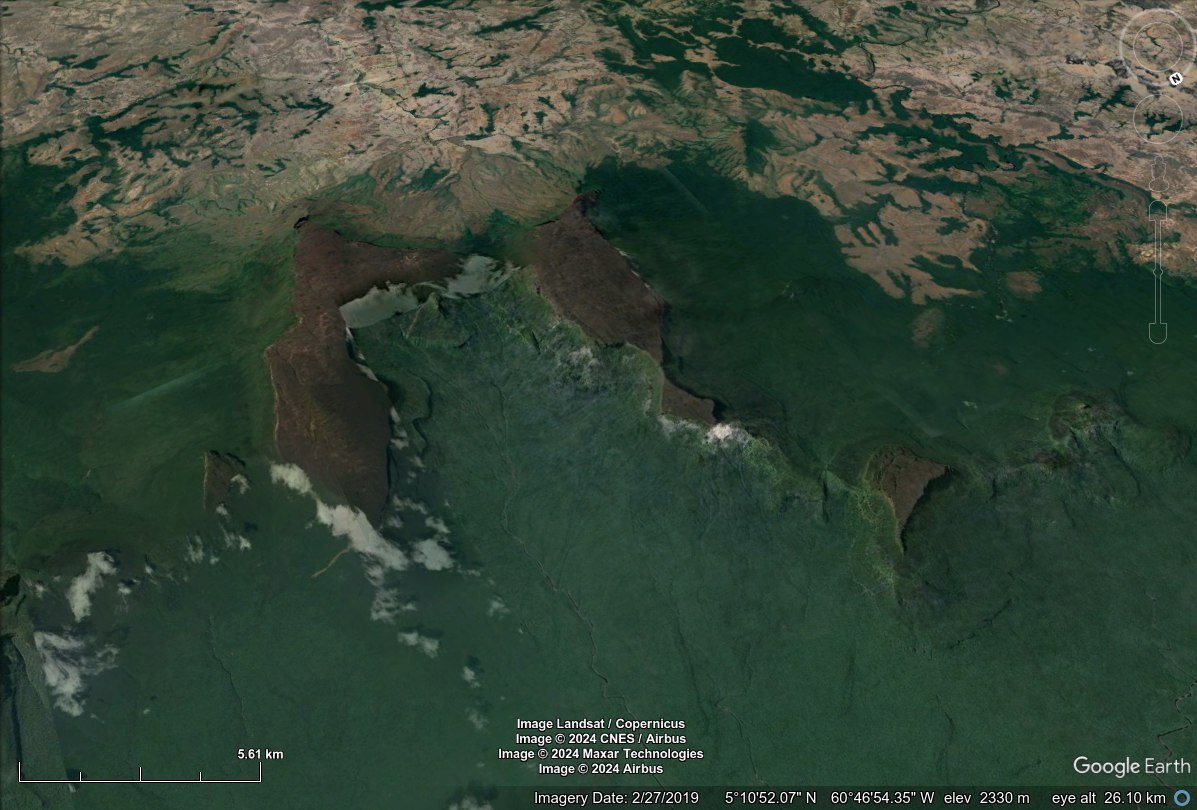 N
5.61 km
Image Landsat / Copernicus
Image © 2024 CNES / Airbus
Image © 2024 Maxar Technologies
Image © 2024 Airbus
Google Earth
Imagery Date: 2/27/2019 5°10'52.07" N 60°46'54.35" W elev 2330 m eye alt 26.10 km